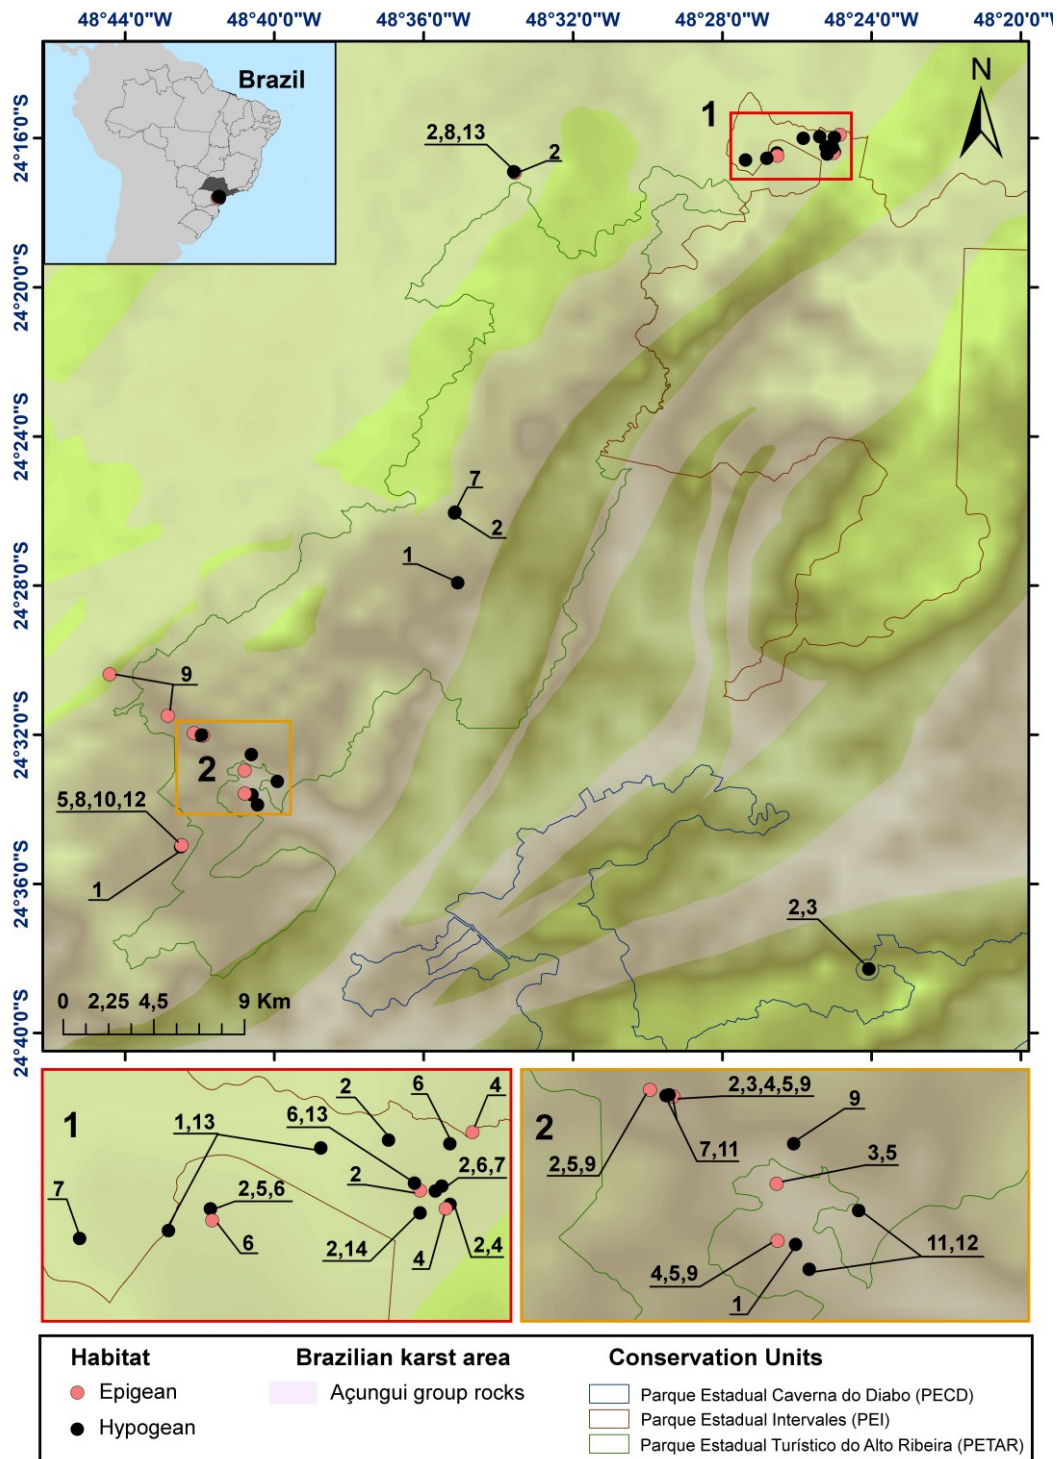 48°44'0"W 48°40'0"W 48°36'0"W 48°32'0"W 48°28'0"W 48°24'0"W 48°20'0"W
Brazil
N
24°16'0"S
24°20'0"S
24°24'0"S
24°28'0"S
24°32'0"S
24°36'0"S
24°40'0"S
1
2,8,13
2
7
2
1
9
2
5,8,10,12
1
2,3
0 2,25 4,5 9 Km
1
2
6
4
6,13
1,13
2
2,6,7
7
2,5,6
6
2,14
4
2,4
2
2,3,4,5,9
9
7,11
2,5,9
3,5
11,12
4,5,9
1
Habitat
Epigean
Hypogean
Brazilian karst area
Açungui group rocks
Conservation Units
Parque Estadual Caverna do Diabo (PECD)
Parque Estadual Intervales (PEI)
Parque Estadual Turístico do Alto Ribeira (PETAR)